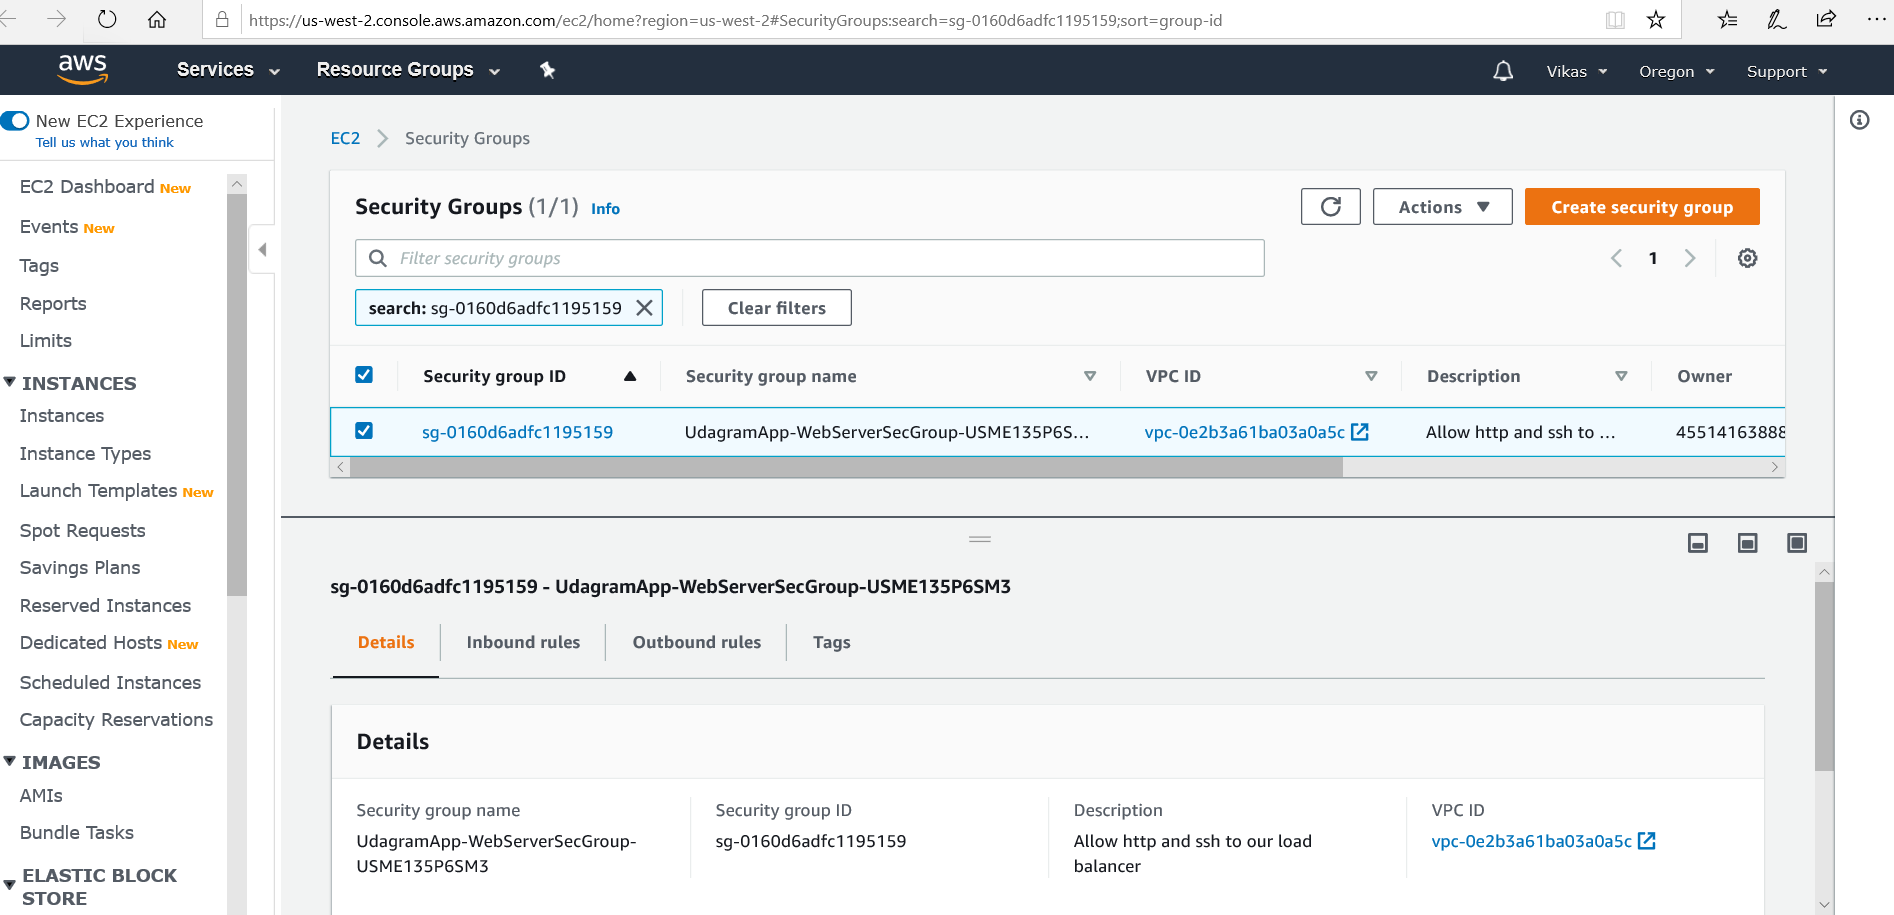 https://us-west-2.console.aws.amazon.com/ec2/home?region=us-west-2#SecurityGroups:search=sg-0160d6adfc1195159;sort=group-id
aws Services Resource Groups Vikas Oregon Support
New EC2 Experience
Tell us what you think
EC2 Dashboard New
Events New
Tags
Reports
Limits
INSTANCES
Instances
Instance Types
Launch Templates New
Spot Requests
Savings Plans
Reserved Instances
Dedicated Hosts New
Scheduled Instances
Capacity Reservations
IMAGES
AMIs
Bundle Tasks
ELASTIC BLOCK
STORE
EC2 Security Groups
Security Groups (1/1) Info
Actions Create security group
Filter security groups
1
search: sg-0160d6adfc1195159 Clear filters
Security group ID Security group name VPC ID Description Owner
sg-0160d6adfc1195159 UdagramApp-WebServerSecGroup-USME135P6S... vpc-0e2b3a61ba03a0a5c Allow http and ssh to ... 45514163888
sg-0160d6adfc1195159 - UdagramApp-WebServerSecGroup-USME135P6SM3
Details Inbound rules Outbound rules Tags
Details
Security group name
UdagramApp-WebServerSecGroup-
USME135P6SM3
Security group ID
sg-0160d6adfc1195159
Description
Allow http and ssh to our load
balancer
VPC ID
vpc-0e2b3a61ba03a0a5c